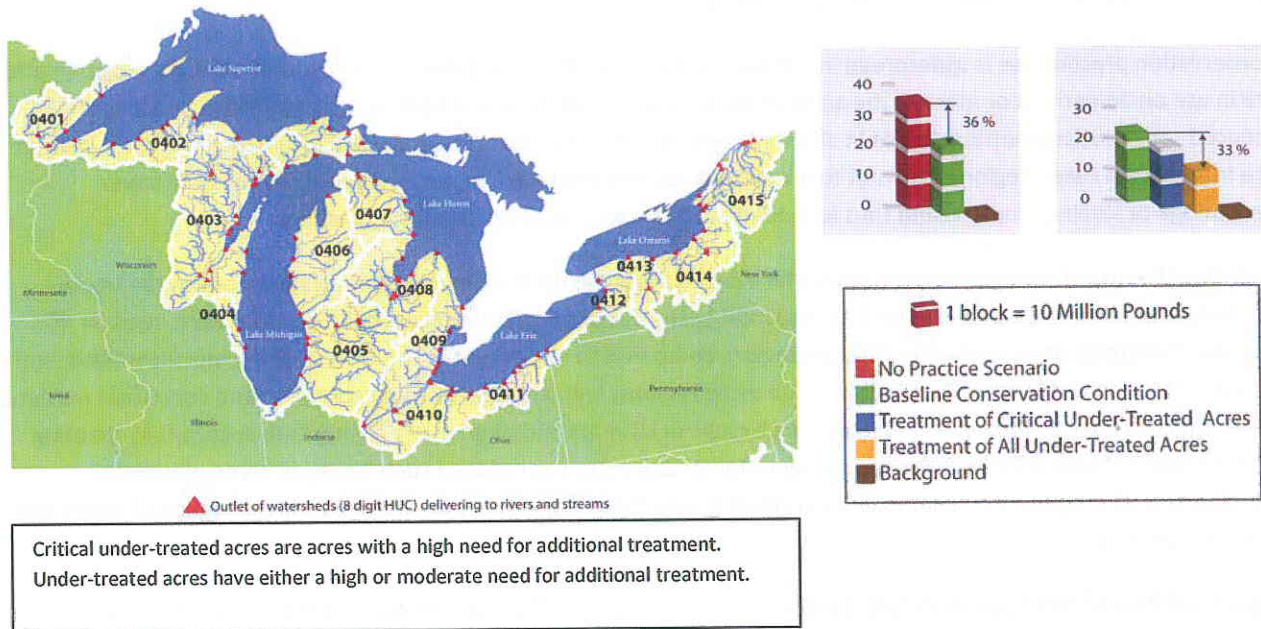 Lake Superior
0401
0402
0403
0407
Lake Huron
0406
0415
Lake Ontario
0413
0414
New York
0412
0408
Wisconsin
Minnesota
0404
Lake Michigan
0409
Lake Erie
0405
Iowa
0411
Pennsylvania
Illinois
0410
Indiana
Ohio
▲ Outlet of watersheds (8 digit HUC) delivering to rivers and streams
Critical under-treated acres are acres with a high need for additional treatment.
Under-treated acres have either a high or moderate need for additional treatment.
40
30
20
10
0
36 %
30
20
10
0
33 %
1 block = 10 Million Pounds
No Practice Scenario
Baseline Conservation Condition
Treatment of Critical Under-Treated Acres
Treatment of All Under-Treated Acres
Background